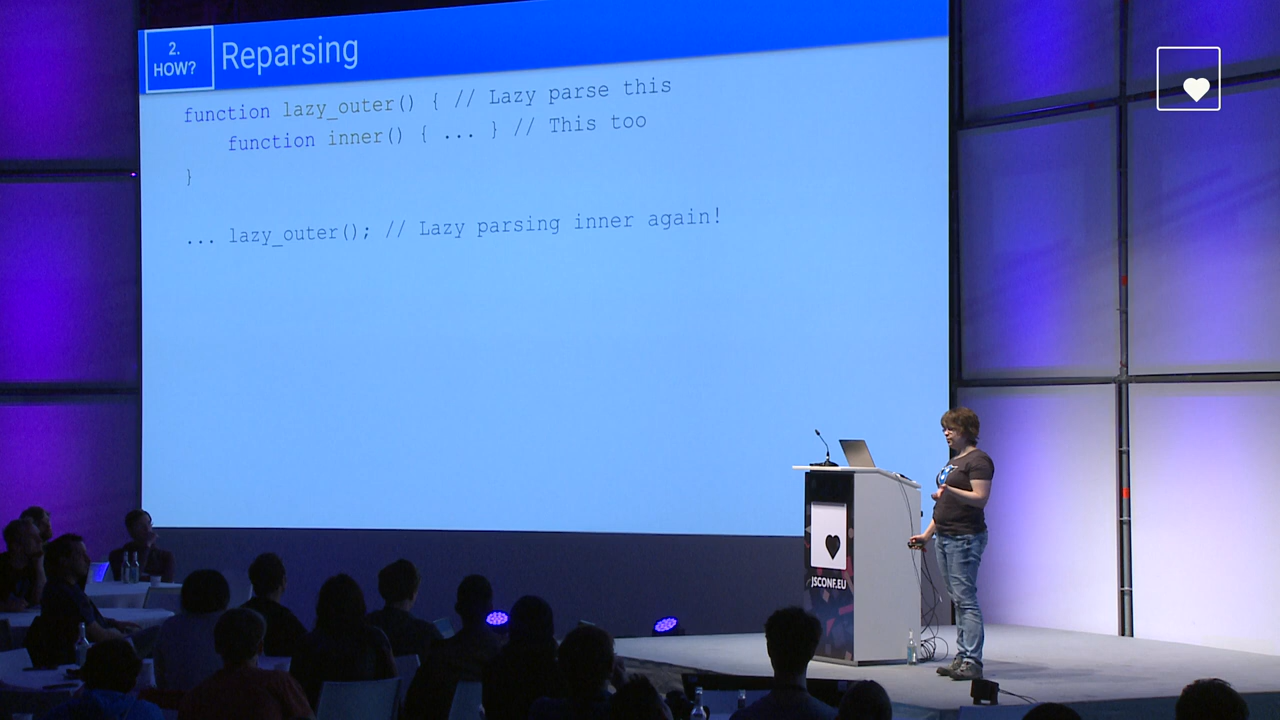 2.
HOW?
Reparsing
function lazy_outer() { // Lazy parse this
function inner() { ... } // This too
}
... lazy_outer(); // Lazy parsing inner again!
JSCONF.EU